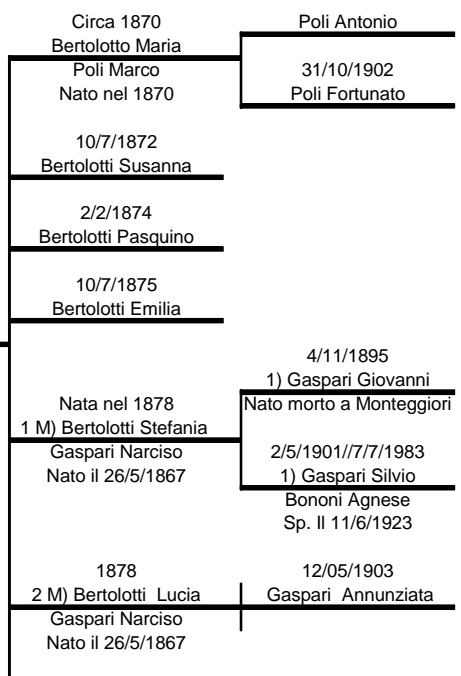 Circa 1870
Bertolotto Maria
Poli Marco
Nato nel 1870
Poli Antonio
31/10/1902
Poli Fortunato
10/7/1872
Bertolotti Susanna
2/2/1874
Bertolotti Pasquino
10/7/1875
Bertolotti Emilia
Nata nel 1878
1 M) Bertolotti Stefania
Gaspari Narciso
Nato il 26/5/1867
4/11/1895
1) Gaspari Giovanni
Nato morto a Monteggiori
2/5/1901//7/7/1983
1) Gaspari Silvio
Bononi Agnese
Sp. Il 11/6/1923
1878
2 M) Bertolotti Lucia
Gaspari Narciso
Nato il 26/5/1867
12/05/1903
Gaspari Annunziata